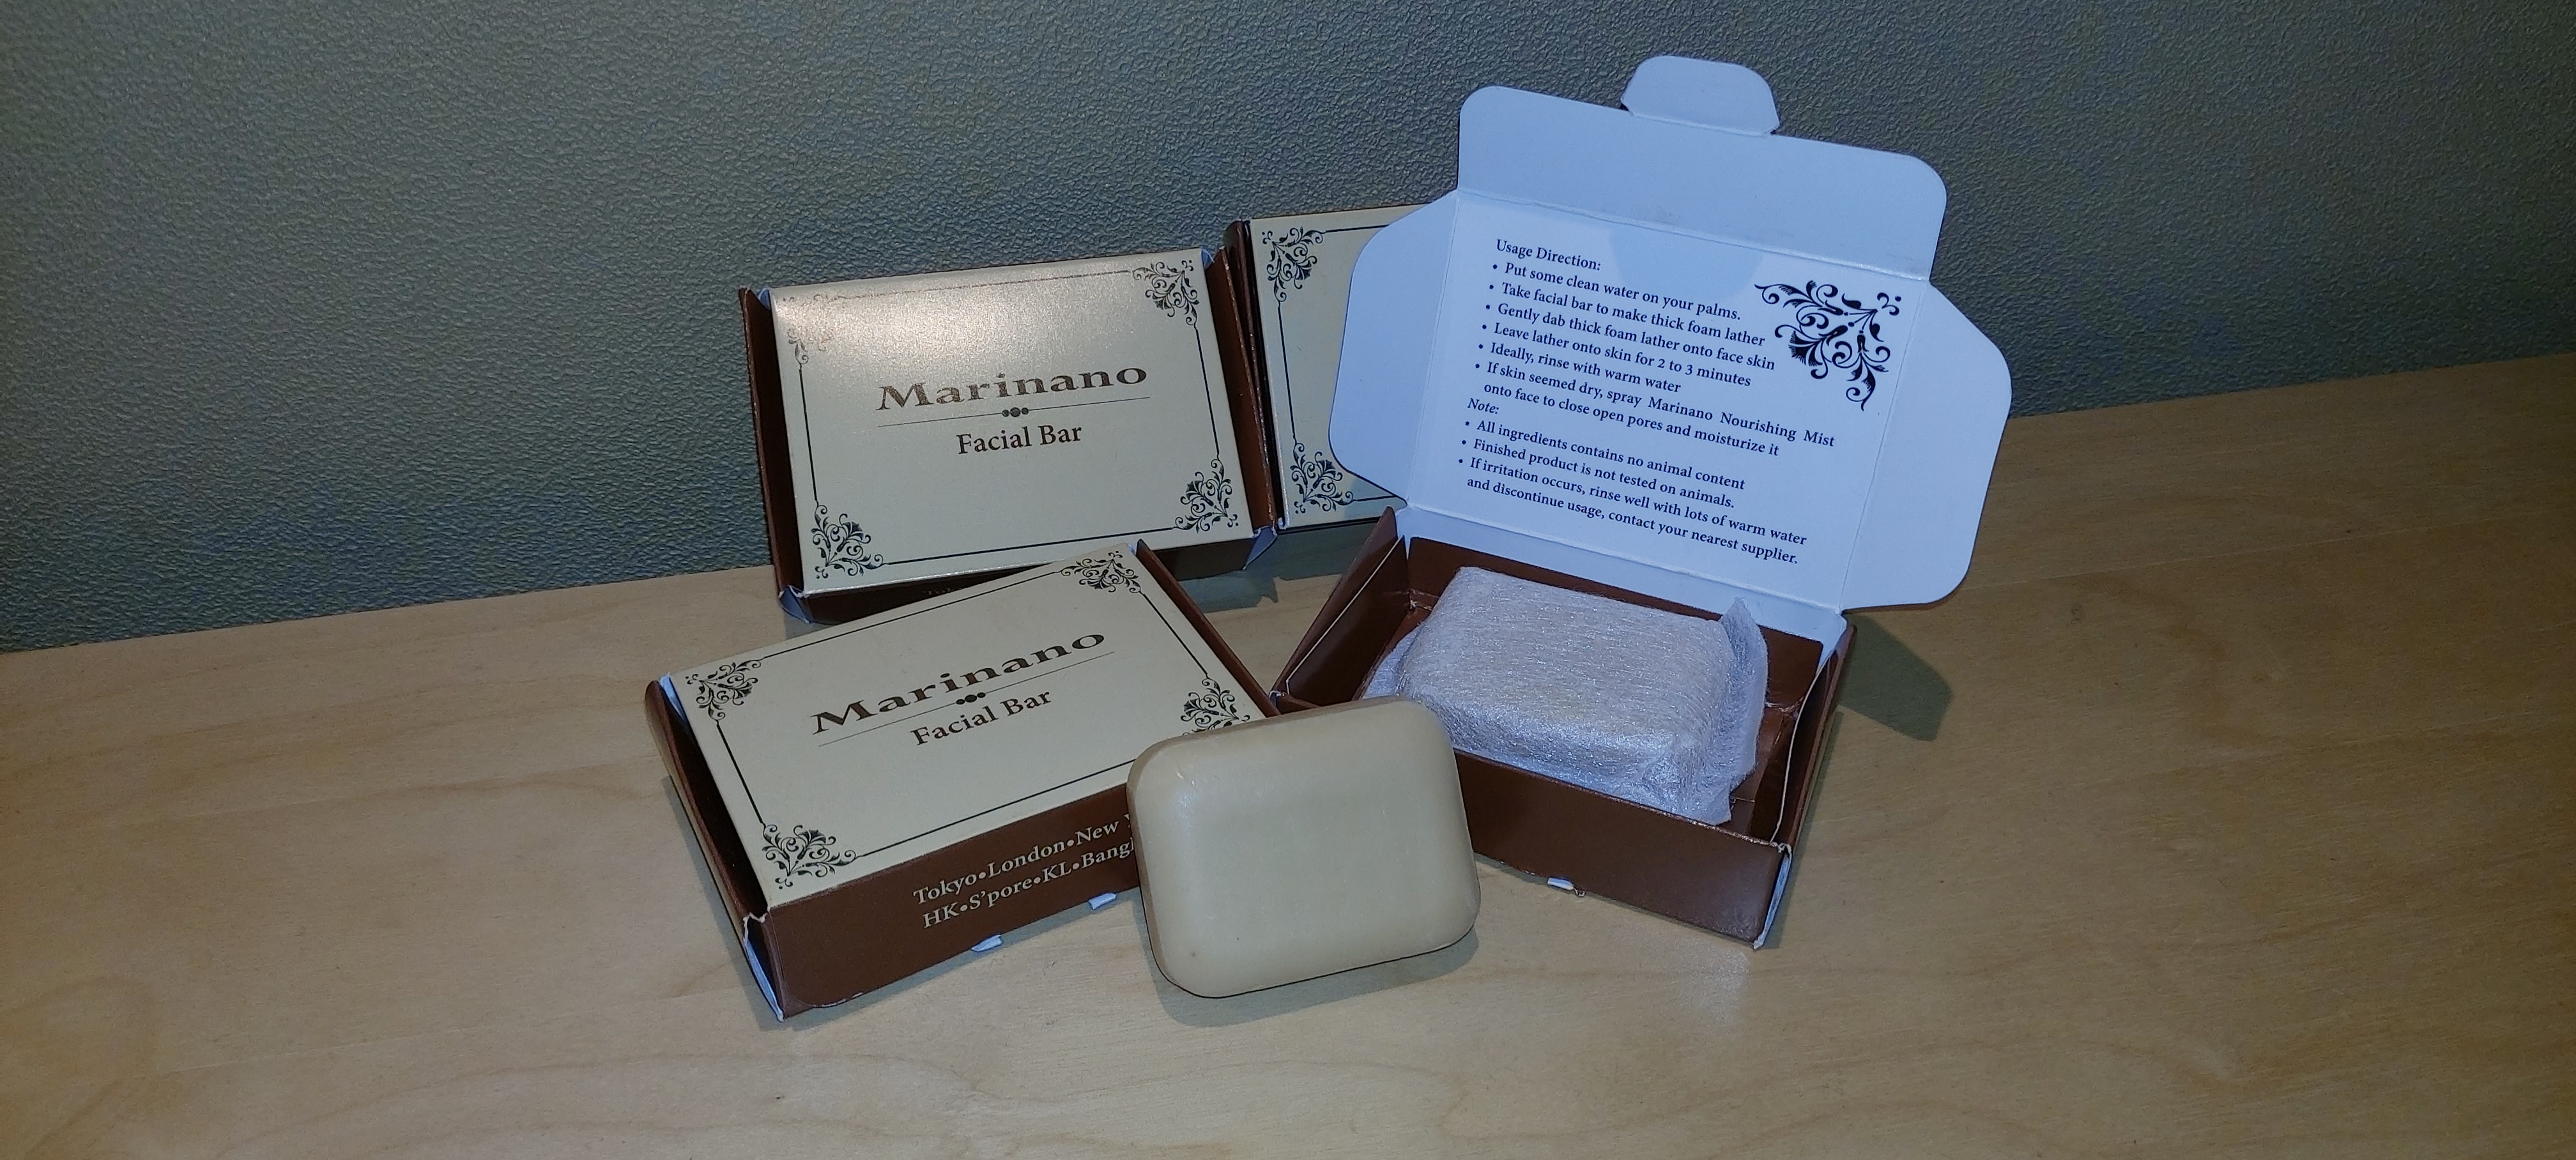 Marinano
Facial Bar
Marinano
Facial Bar
Tokyo•London•New
HK•S'pore•KL•
Usage Direction:
• Put some clean water on your palms.
• Take facial bar to make thick foam lather
• Gently dab thick foam lather onto face skin
• Leave lather onto skin for 2 to 3 minutes
• Ideally, rinse with warm water
• If skin seemed dry, spray Marinano Nourishing Mist
onto face to close open pores and moisturize it
Note:
• All ingredients contains no animal content
• Finished product is not tested on animals.
• If irritation occurs, rinse well with lots of warm water
and discontinue usage, contact your nearest supplier.